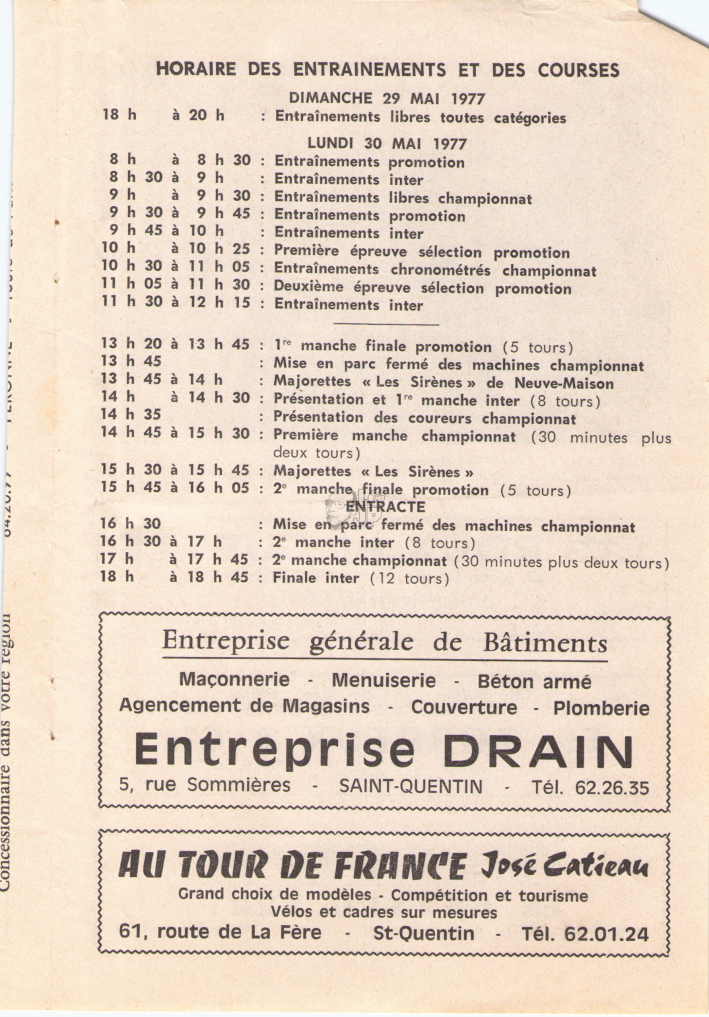 HORAIRE DES ENTRAINEMENTS ET DES COURSES
DIMANCHE 29 MAI 1977
18 h à 20 h : Entraînements libres toutes catégories
LUNDI 30 MAI 1977
8 h à 8 h 30 : Entraînements promotion
8 h 30 à 9 h : Entraînements inter
9 h à 9 h 30 : Entraînements libres championnat
9 h 30 à 9 h 45 : Entraînements promotion
9 h 45 à 10 h : Entraînements inter
10 h à 10 h 25 : Première épreuve sélection promotion
10 h 30 à 11 h 05 : Entraînements chronométrés championnat
11 h 05 à 11 h 30 : Deuxième épreuve sélection promotion
11 h 30 à 12 h 15 : Entraînements inter
13 h 20 à 13 h 45 : 1re manche finale promotion (5 tours)
13 h 45 : Mise en parc fermé des machines championnat
13 h 45 à 14 h : Majorettes « Les Sirènes » de Neuve-Maison
14 h à 14 h 30 : Présentation et 1re manche inter (8 tours)
14 h 35 : Présentation des coureurs championnat
14 h 45 à 15 h 30 : Première manche championnat (30 minutes plus
deux tours)
15 h 30 à 15 h 45 : Majorettes « Les Sirènes »
15 h 45 à 16 h 05 : 2e manche finale promotion (5 tours)
ENTRACTE
16 h 30 : Mise en parc fermé des machines championnat
16 h 30 à 17 h : 2e manche inter (8 tours)
17 h à 17 h 45 : 2e manche championnat (30 minutes plus deux tours)
18 h à 18 h 45 : Finale inter (12 tours)
Entreprise générale de Bâtiments
Maçonnerie - Menuiserie - Béton armé
Agencement de Magasins - Couverture - Plomberie
Entreprise DRAIN
5, rue Sommières - SAINT-QUENTIN - Tél. 62.26.35
AU TOUR DE FRANCE José Catieau
Grand choix de modèles - Compétition et tourisme
Vélos et cadres sur mesures
61, route de La Fère - St-Quentin - Tél. 62.01.24
Concessionnaire dans votre région